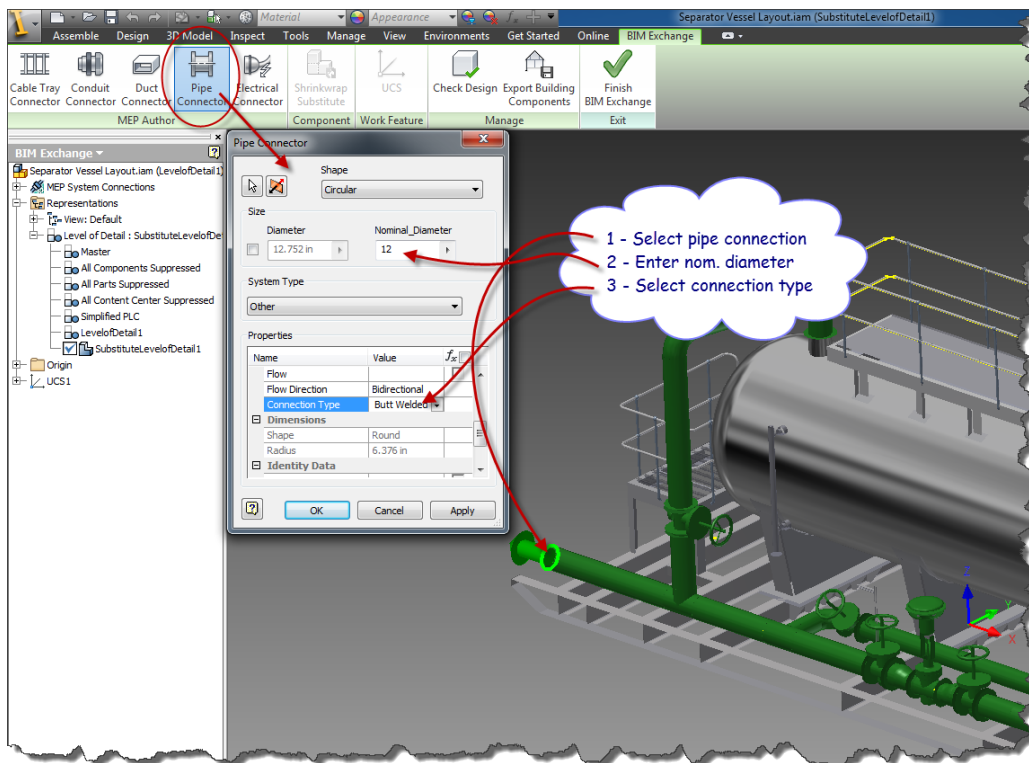 Material
Appearance
Separator Vessel Layout.iam (SubstituteLevelofDetail1)
Assemble Design 3D Model Inspect Tools Manage View Environments Get Started Online BIM Exchange
Cable Tray Connector
Conduit Connector
Duct Connector
Pipe Connector
Electrical Connector
Shrinkwrap Substitute
UCS
Check Design
Export Building Components
Finish BIM Exchange
MEP Author
Component
Work Feature
Manage
Exit
BIM Exchange
Separator Vessel Layout.iam (LevelofDetail1)
MEP System Connections
Representations
View: Default
Level of Detail : SubstituteLevelofDe
Master
All Components Suppressed
All Parts Suppressed
All Content Center Suppressed
Simplified PLC
LevelofDetail1
SubstituteLevelofDetail1
Origin
UCS1
Pipe Connector
Shape
Circular
Size
Diameter Nominal_Diameter
12.752 in 12
System Type
Other
Properties
Name Value fx
Flow
Flow Direction Bidirectional
Connection Type Butt Welded
Dimensions
Shape Round
Radius 6.376 in
Identity Data
OK Cancel Apply
1 - Select pipe connection
2 - Enter nom. diameter
3 - Select connection type
Z
Y
X